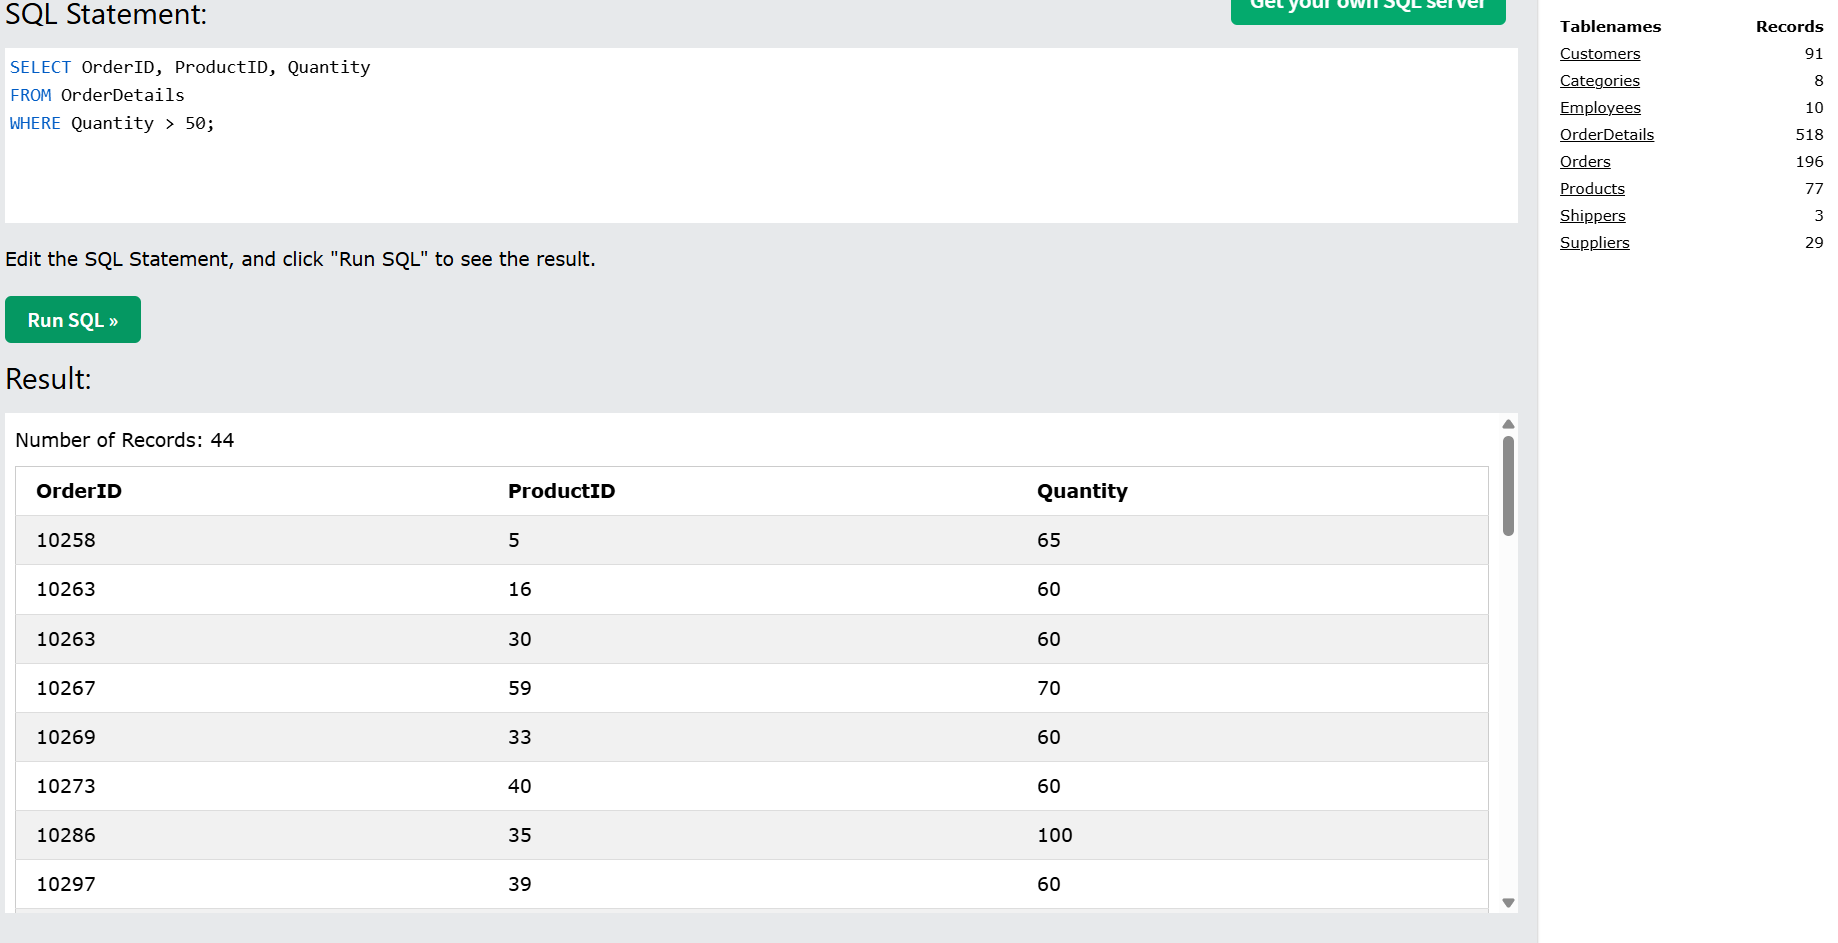 SQL Statement:
Get your own SQL server
SELECT OrderID, ProductID, Quantity
FROM OrderDetails
WHERE Quantity > 50;
Edit the SQL Statement, and click "Run SQL" to see the result.
Run SQL »
Result:
Number of Records: 44
OrderID ProductID Quantity
10258 5 65
10263 16 60
10263 30 60
10267 59 70
10269 33 60
10273 40 60
10286 35 100
10297 39 60
Tablenames Records
Customers 91
Categories 8
Employees 10
OrderDetails 518
Orders 196
Products 77
Shippers 3
Suppliers 29